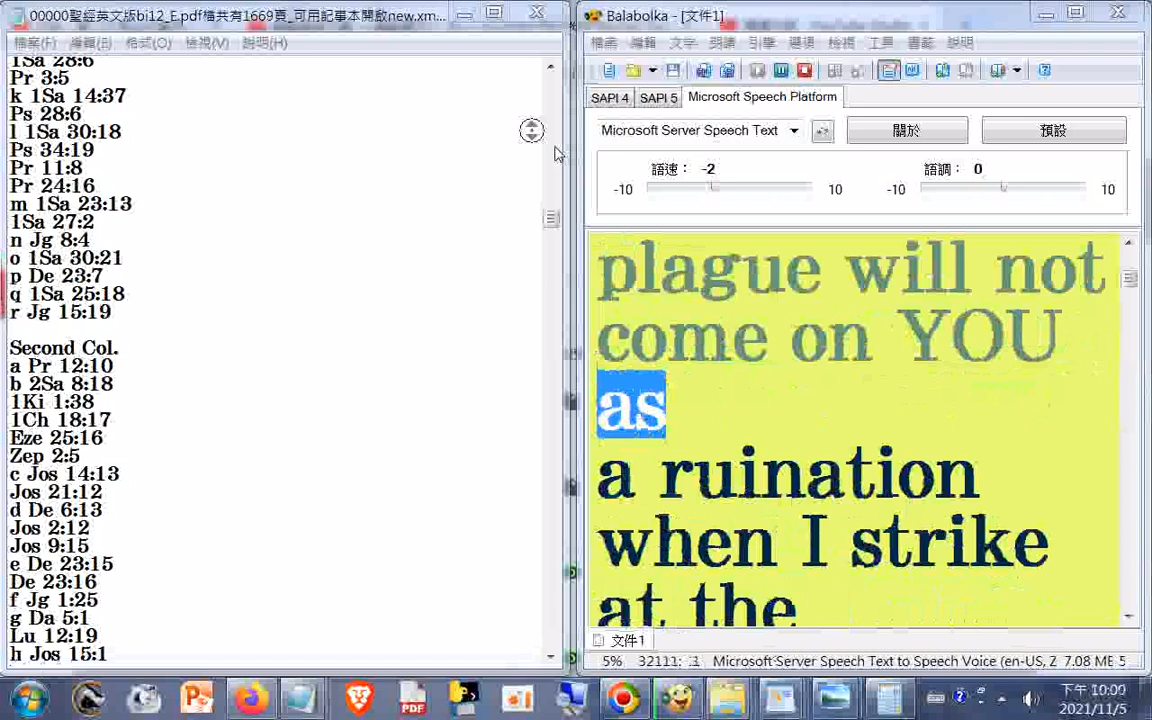 00000聖經英文版bi12_E.pdf檔共有1669頁_可用記事本開啟new.xm...
檔案(F) 編輯(E) 格式(O) 檢視(V) 說明(H)
1Sa 28:6
Pr 3:5
k 1Sa 14:37
Ps 28:6
l 1Sa 30:18
Ps 34:19
Pr 11:8
Pr 24:16
m 1Sa 23:13
1Sa 27:2
n Jg 8:4
o 1Sa 30:21
p De 23:7
q 1Sa 25:18
r Jg 15:19
Second Col.
a Pr 12:10
b 2Sa 8:18
1Ki 1:38
1Ch 18:17
Eze 25:16
Zep 2:5
c Jos 14:13
Jos 21:12
d De 6:13
Jos 2:12
Jos 9:15
e De 23:15
De 23:16
f Jg 1:25
g Da 5:1
Lu 12:19
h Jos 15:1
Balabolka - [文件1]
檔案 編輯 文字 朗讀 引擎 選項 檢視 工具 書籤 說明
SAPI 4 SAPI 5 Microsoft Speech Platform
Microsoft Server Speech Text 關於 預設
語速： -2 語調： 0
-10 10 -10 10
plague will not
come on YOU
as
a ruination
when I strike
at the
文件1
5% 32111: Microsoft Server Speech Text to Speech Voice (en-US, Z 7.08 MB 5
PDF
下午 10:09
2021/11/5